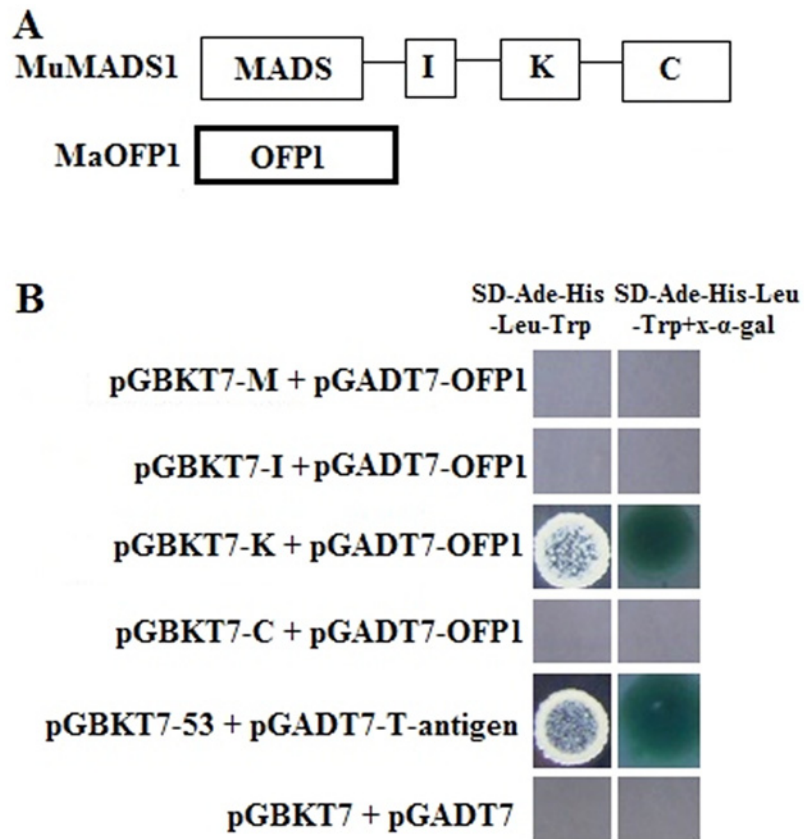 A
MuMADS1
MADS
I
K
C
MaOFP1
OFP1
B
SD-Ade-His
-Leu-Trp
SD-Ade-His-Leu
-Trp+x-α-gal
pGBKT7-M + pGADT7-OFP1
pGBKT7-I +pGADT7-OFP1
pGBKT7-K + pGADT7-OFP1
pGBKT7-C + pGADT7-OFP1
pGBKT7-53 + pGADT7-T-antigen
pGBKT7 + pGADT7